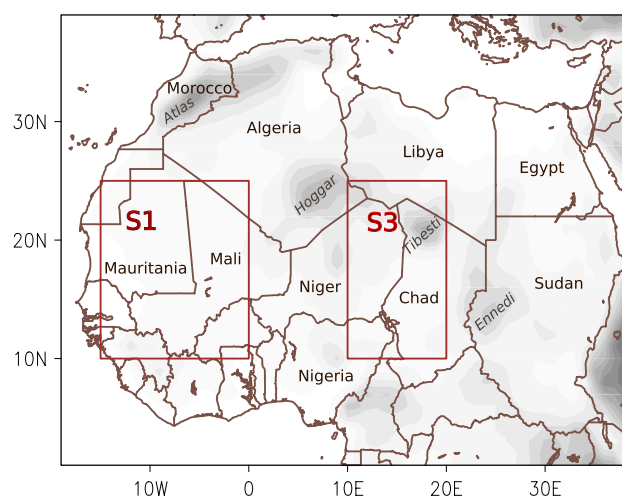 Morocco
Atlas
30N
Algeria
Libya
Egypt
Hoggar
S1
S3
Tibesti
20N
Mauritania
Mali
Niger
Chad
Sudan
Ennedi
10N
Nigeria
10W
0
10E
20E
30E